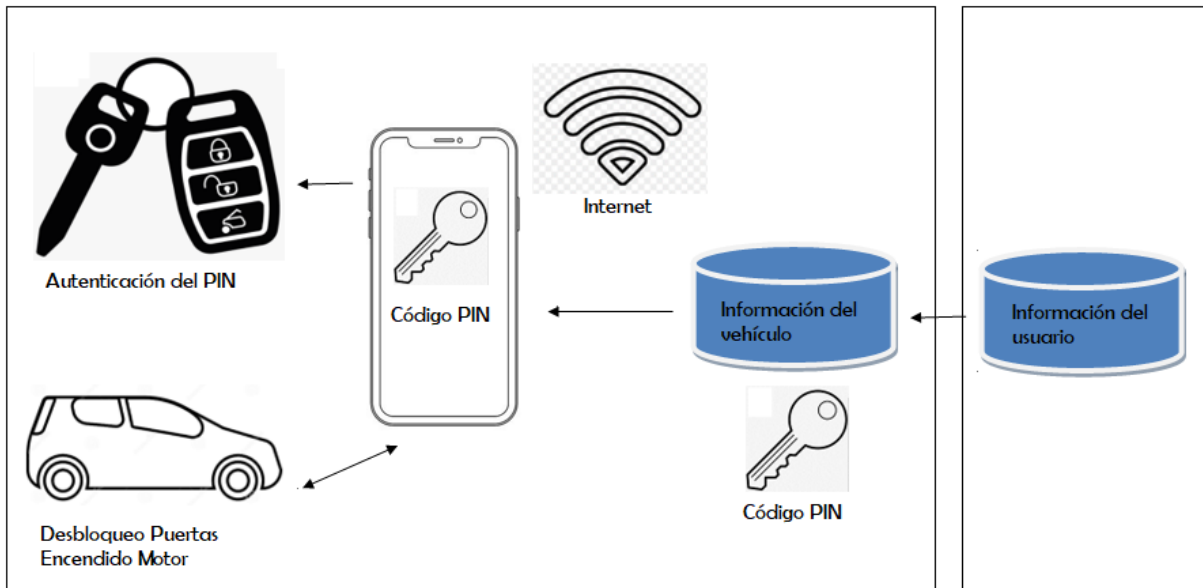 Internet
Autenticación del PIN
Código PIN
Información del
vehículo
Información del
usuario
Código PIN
Desbloqueo Puertas
Encendido Motor